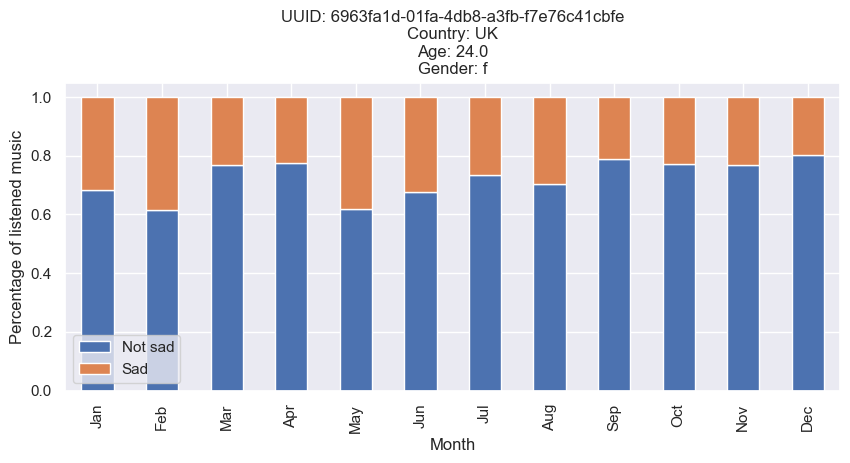 UUID: 6963fa1d-01fa-4db8-a3fb-f7e76c41cbfe
Country: UK
Age: 24.0
Gender: f
Percentage of listened music
1.0
0.8
0.6
0.4
0.2
0.0
Not sad
Sad
Jan Feb Mar Apr May Jun Jul Aug Sep Oct Nov Dec
Month